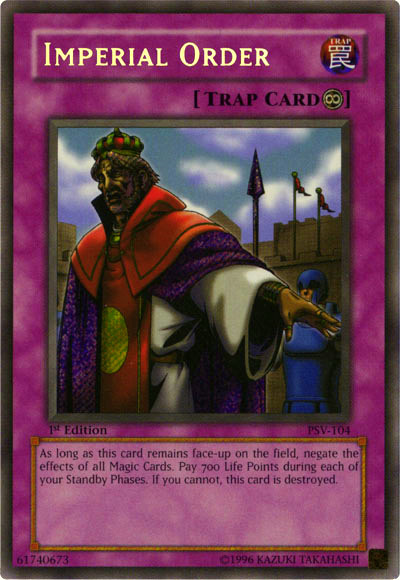 IMPERIAL ORDER
TRAP
罠
[ TRAP CARD ]
1st Edition
PSV-104
As long as this card remains face-up on the field, negate the
effects of all Magic Cards. Pay 700 Life Points during each of
your Standby Phases. If you cannot, this card is destroyed.
61740673
©1996 KAZUKI TAKAHASHI